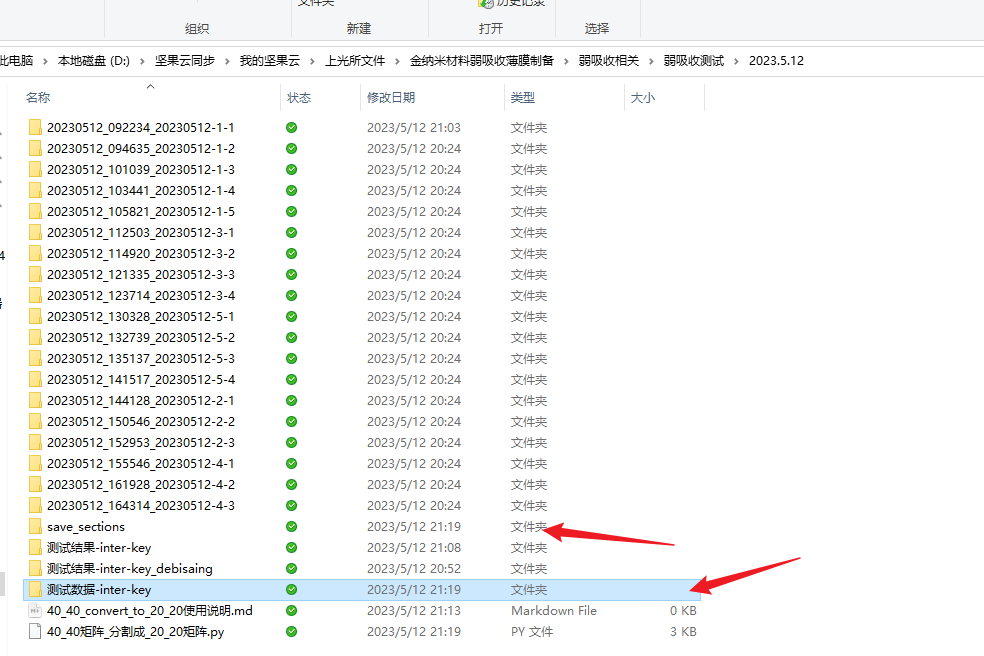 文件夹
历史记录
组织
新建
打开
选择
此电脑 > 本地磁盘 (D:) > 坚果云同步 > 我的坚果云 > 上光所文件 > 金纳米材料弱吸收薄膜制备 > 弱吸收相关 > 弱吸收测试 > 2023.5.12
名称 状态 修改日期 类型 大小
20230512_092234_20230512-1-1 2023/5/12 21:03 文件夹
20230512_094635_20230512-1-2 2023/5/12 20:24 文件夹
20230512_101039_20230512-1-3 2023/5/12 20:24 文件夹
20230512_103441_20230512-1-4 2023/5/12 20:24 文件夹
20230512_105821_20230512-1-5 2023/5/12 20:24 文件夹
20230512_112503_20230512-3-1 2023/5/12 20:24 文件夹
20230512_114920_20230512-3-2 2023/5/12 20:24 文件夹
20230512_121335_20230512-3-3 2023/5/12 20:24 文件夹
20230512_123714_20230512-3-4 2023/5/12 20:24 文件夹
20230512_130328_20230512-5-1 2023/5/12 20:24 文件夹
20230512_132739_20230512-5-2 2023/5/12 20:24 文件夹
20230512_135137_20230512-5-3 2023/5/12 20:24 文件夹
20230512_141517_20230512-5-4 2023/5/12 20:24 文件夹
20230512_144128_20230512-2-1 2023/5/12 20:24 文件夹
20230512_150546_20230512-2-2 2023/5/12 20:24 文件夹
20230512_152953_20230512-2-3 2023/5/12 20:24 文件夹
20230512_155546_20230512-4-1 2023/5/12 20:24 文件夹
20230512_161928_20230512-4-2 2023/5/12 20:24 文件夹
20230512_164314_20230512-4-3 2023/5/12 20:24 文件夹
save_sections 2023/5/12 21:19 文件夹
测试结果-inter-key 2023/5/12 21:08 文件夹
测试结果-inter-key_debisaing 2023/5/12 20:52 文件夹
测试数据-inter-key 2023/5/12 21:19 文件夹
40_40_convert_to_20_20使用说明.md 2023/5/12 21:13 Markdown File 0 KB
40_40矩阵_分割成_20_20矩阵.py 2023/5/12 21:19 PY 文件 3 KB